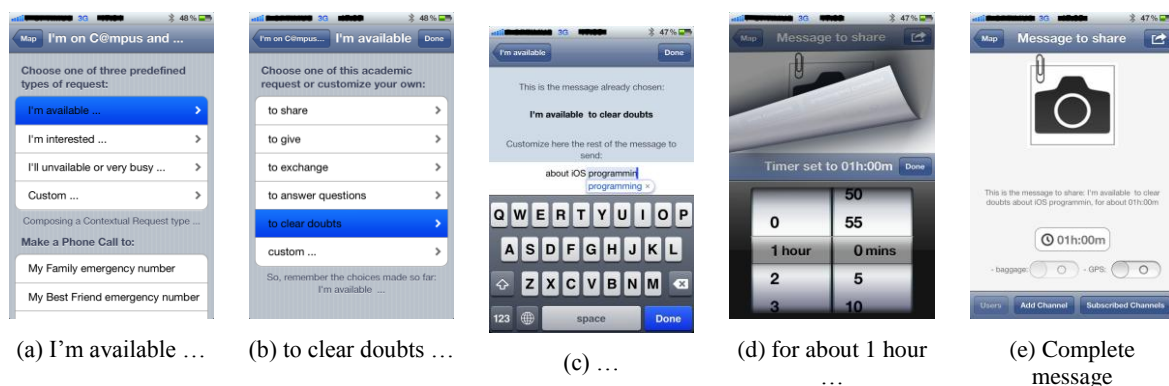 3G 48 %
Map I'm on C@mpus and ...
Choose one of three predefined
types of request:
I'm available ...
I'm interested ...
I'll unvailable or very busy ...
Custom ...
Composing a Contextual Request type ...
Make a Phone Call to:
My Family emergency number
My Best Friend emergency number
(a) I'm available …
3G 48 %
I'm on C@mpus... I'm available Done
Choose one of this academic
request or customize your own:
to share
to give
to exchange
to answer questions
to clear doubts
custom ...
So, remember the choices made so far:
I'm available ...
(b) to clear doubts …
3G 47 %
I'm available Done
This is the message already chosen:
I'm available to clear doubts
Customize here the rest of the message to
send:
about iOS programmin
programming ×
Q W E R T Y U I O P
A S D F G H J K L
Z X C V B N M
123 space Done
(c) …
3G 47 %
Map Message to share
Timer set to 01h:00m Done
50
0 55
1 hour 0 mins
2 5
3 10
(d) for about 1 hour
…
3G 47 %
Map Message to share
This is the message to share: I'm available to clear
doubts about iOS programmin, for about 01h:00m
01h:00m
- baggage: - GPS:
Users Add Channel Subscribed Channels
(e) Complete
message